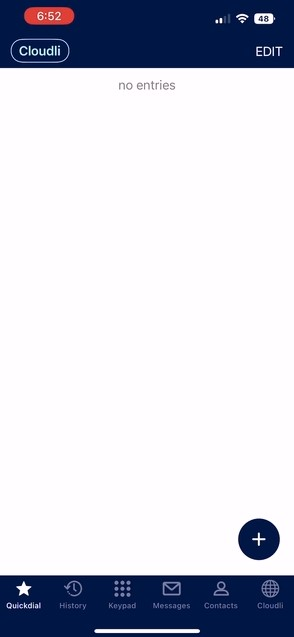 6:52
48
Cloudli
EDIT
no entries
+
Quickdial
History
Keypad
Messages
Contacts
Cloudli